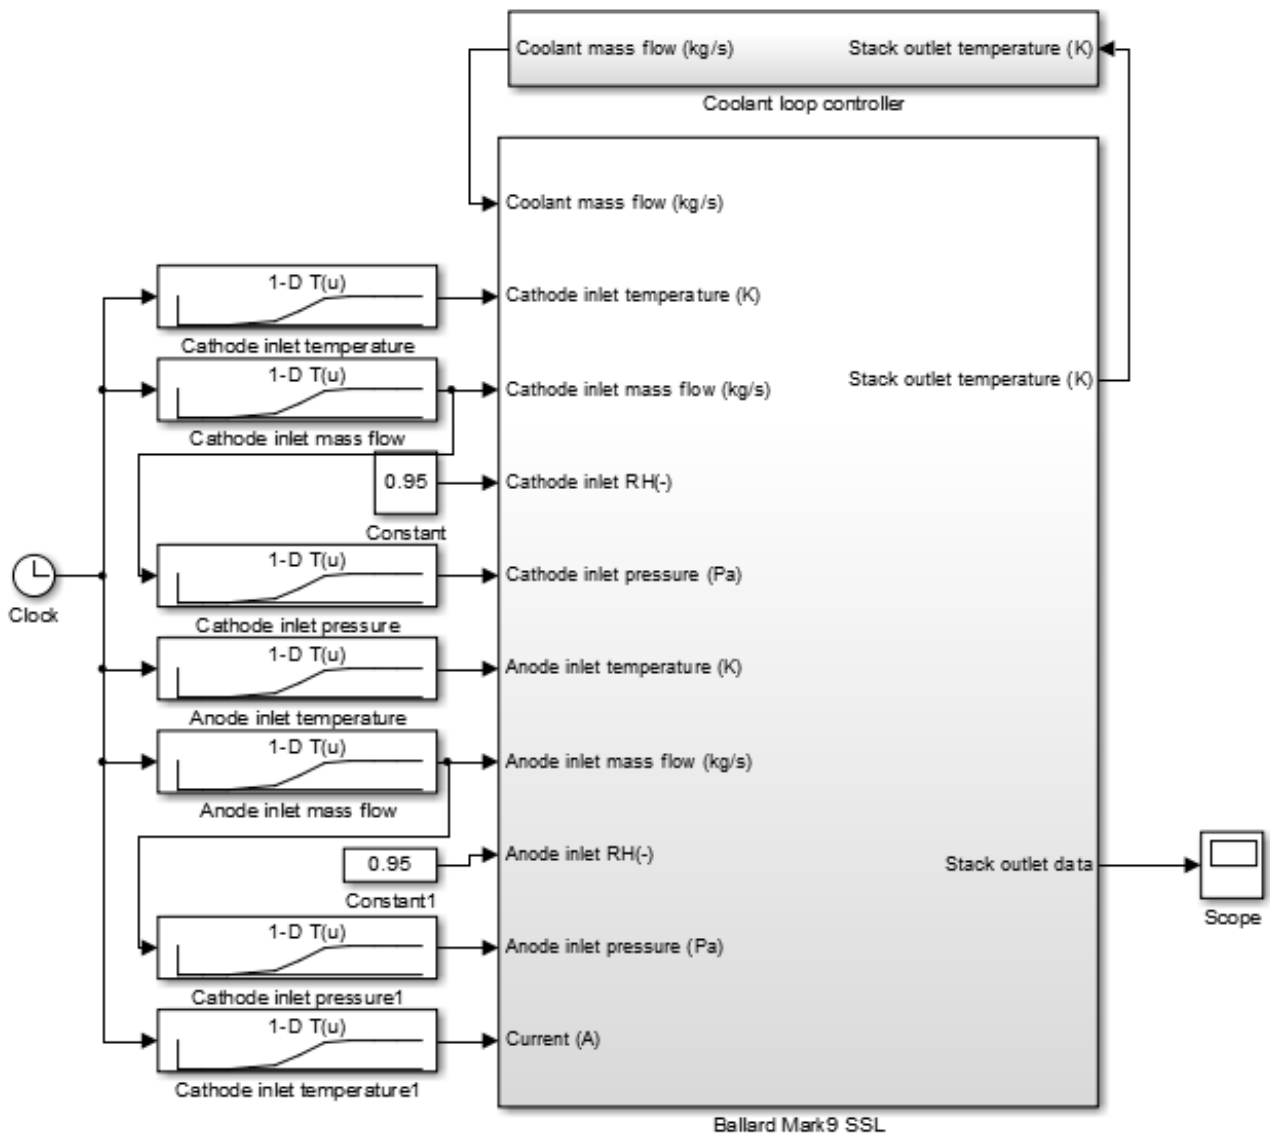 Coolant mass flow (kg/s)
Stack outlet temperature (K)
Coolant loop controller
Coolant mass flow (kg/s)
1-D T(u)
Cathode inlet temperature (K)
Cathode inlet temperature
1-D T(u)
Cathode inlet mass flow (kg/s)
Stack outlet temperature (K)
Cathode inlet mass flow
0.95
Cathode inlet RH(-)
Constant
1-D T(u)
Cathode inlet pressure (Pa)
Clock
Cathode inlet pressure
1-D T(u)
Anode inlet temperature (K)
Anode inlet temperature
1-D T(u)
Anode inlet mass flow (kg/s)
Anode inlet mass flow
0.95
Anode inlet RH(-)
Stack outlet data
Constant1
Scope
1-D T(u)
Anode inlet pressure (Pa)
Cathode inlet pressure1
1-D T(u)
Current (A)
Cathode inlet temperature1
Ballard Mark9 SSL